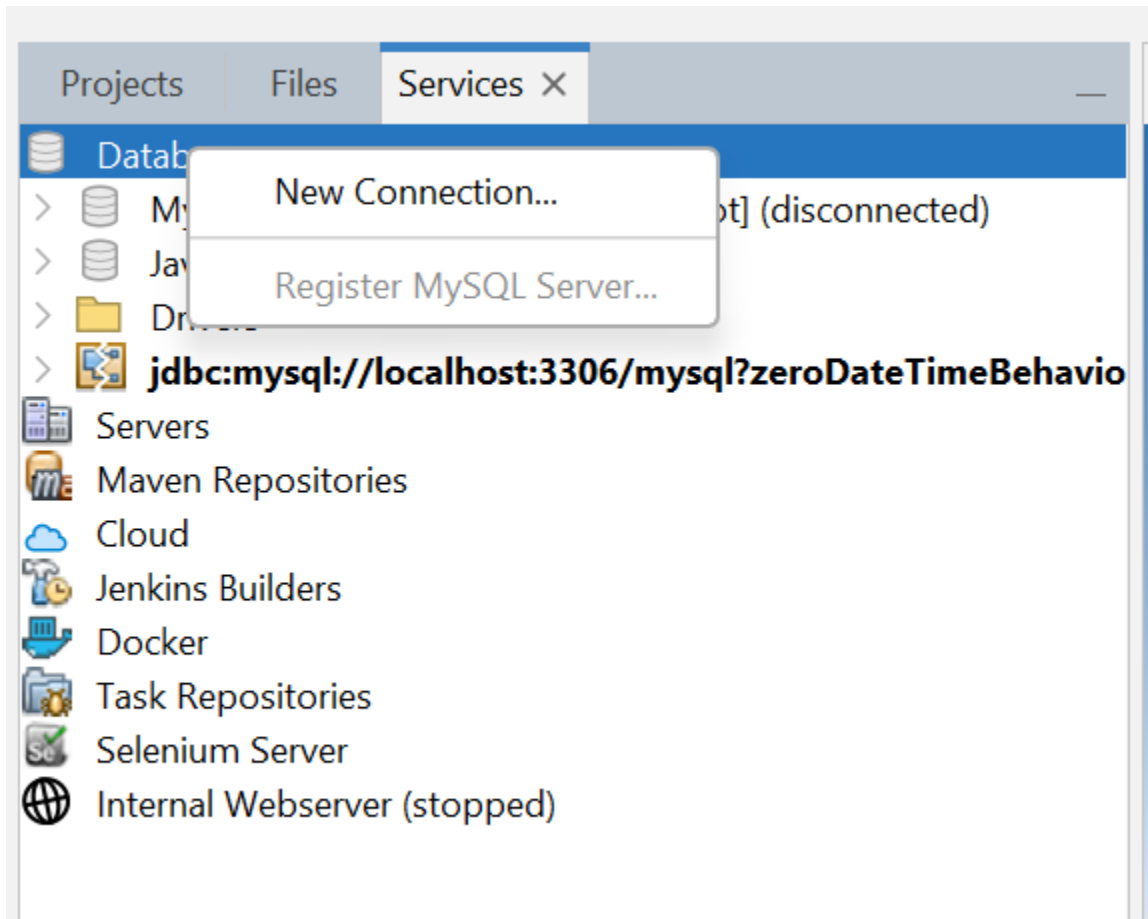 Projects Files Services
Datab
New Connection...
My ot] (disconnected)
Jav
Register MySQL Server...
Drivers
jdbc:mysql://localhost:3306/mysql?zeroDateTimeBehavio
Servers
Maven Repositories
Cloud
Jenkins Builders
Docker
Task Repositories
Selenium Server
Internal Webserver (stopped)